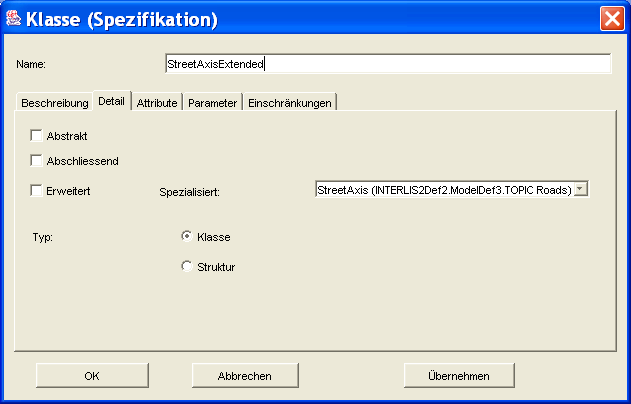 Klasse (Spezifikation)
Name: StreetAxisExtended
Beschreibung Detail Attribute Parameter Einschränkungen
Abstrakt
Abschliessend
Erweitert Spezialisiert: StreetAxis (INTERLIS2Def2.ModelDef3.TOPIC Roads)
Typ: Klasse
Struktur
OK Abbrechen Übernehmen